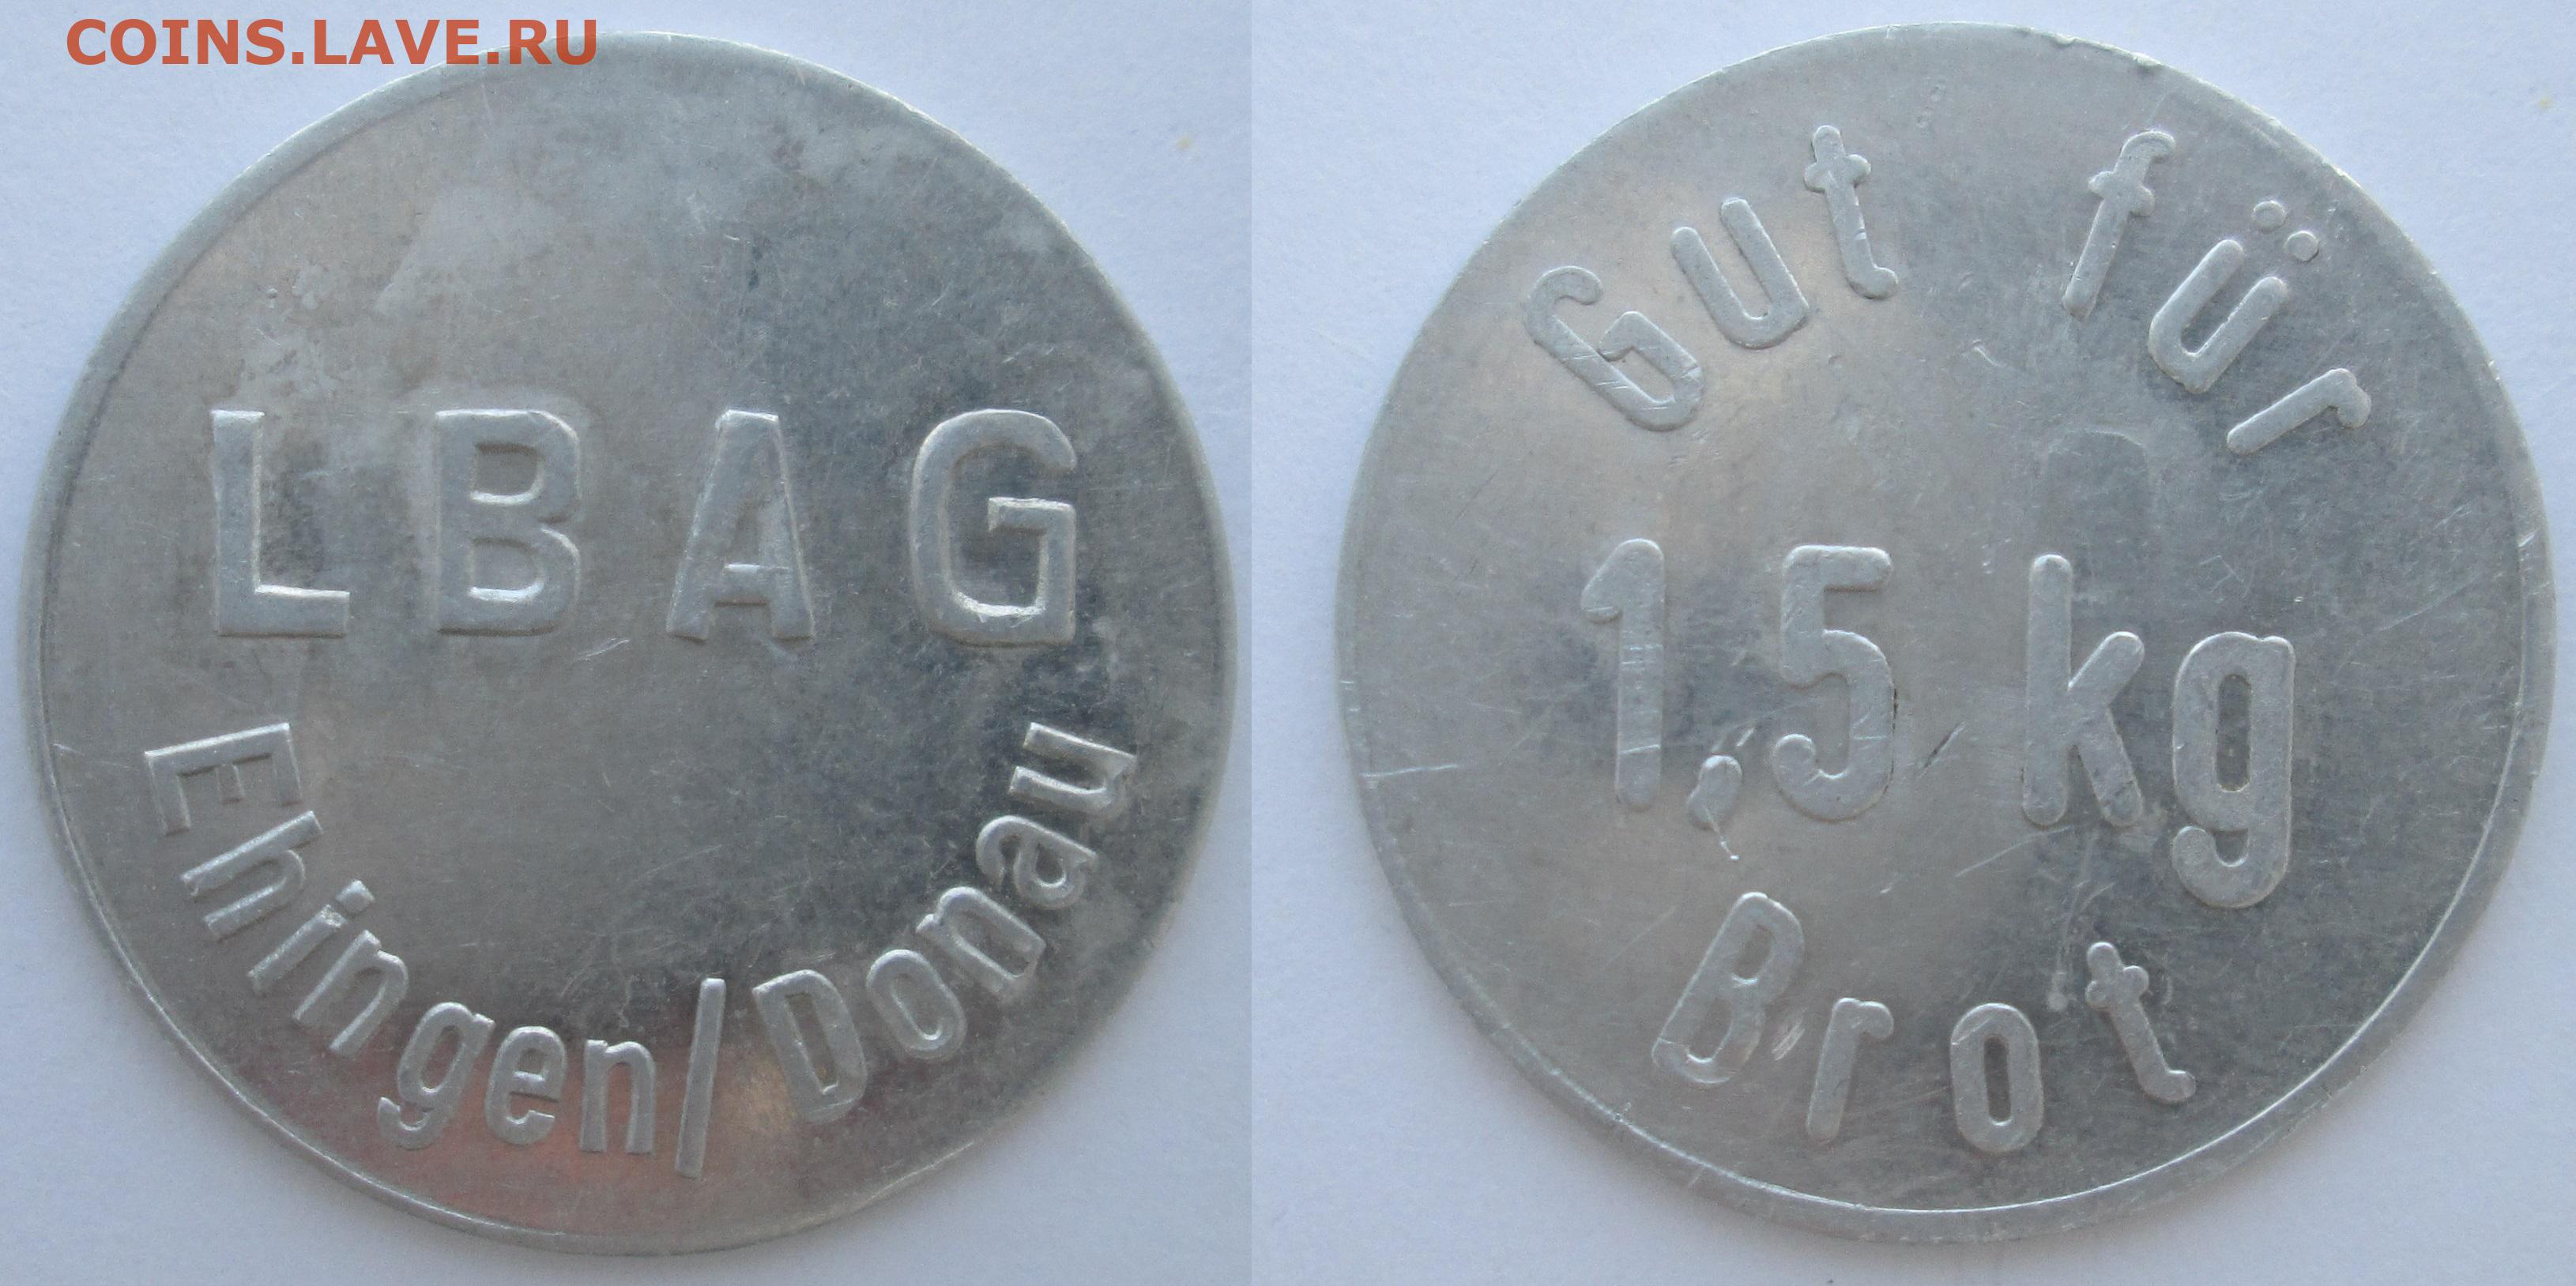 COINS.LAVE.RU
LBAG
Ehingen/Donau
Gut für
1,5 kg
Brot